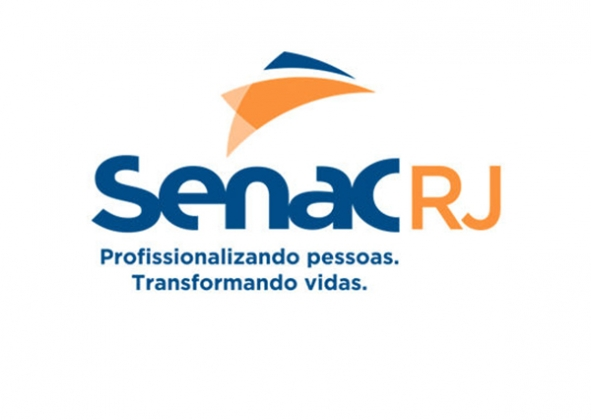 Senac RJ
Profissionalizando pessoas.
Transformando vidas.